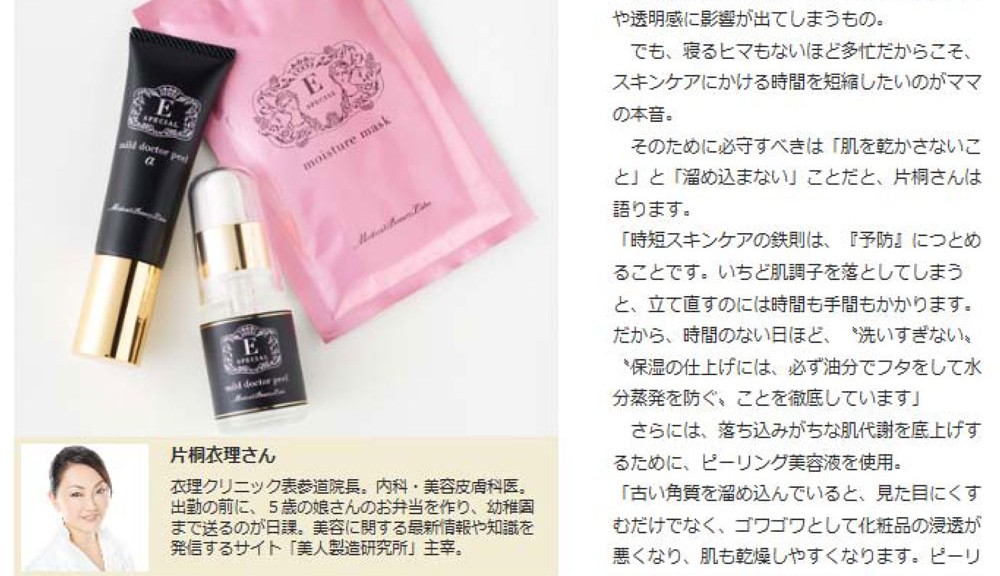 E
SPECIAL
mild doctor peel
α
Medical Beauty Labo
E
SPECIAL
moisture mask
Medical Beauty Labo
E
SPECIAL
mild doctor peel
Medical Beauty Labo
片桐衣理さん
衣理クリニック表参道院長。内科・美容皮膚科医。
出勤の前に、５歳の娘さんのお弁当を作り、幼稚園
まで送るのが日課。美容に関する最新情報や知識を
発信するサイト「美人製造研究所」主宰。
や透明感に影響が出てしまうもの。
　でも、寝るヒマもないほど多忙だからこそ、
スキンケアにかける時間を短縮したいのがママ
の本音。
　そのために必守すべきは「肌を乾かさないこ
と」と「溜め込まない」ことだと、片桐さんは
語ります。
「時短スキンケアの鉄則は、『予防』につとめ
ることです。いちど肌調子を落としてしまう
と、立て直すのには時間も手間もかかります。
だから、時間のない日ほど、〝洗いすぎない〟
〝保湿の仕上げには、必ず油分でフタをして水
分蒸発を防ぐ〟ことを徹底しています」
　さらには、落ち込みがちな肌代謝を底上げす
るために、ピーリング美容液を使用。
「古い角質を溜め込んでいると、見た目にくす
むだけでなく、ゴワゴワとして化粧品の浸透が
悪くなり、肌も乾燥しやすくなります。ピーリ